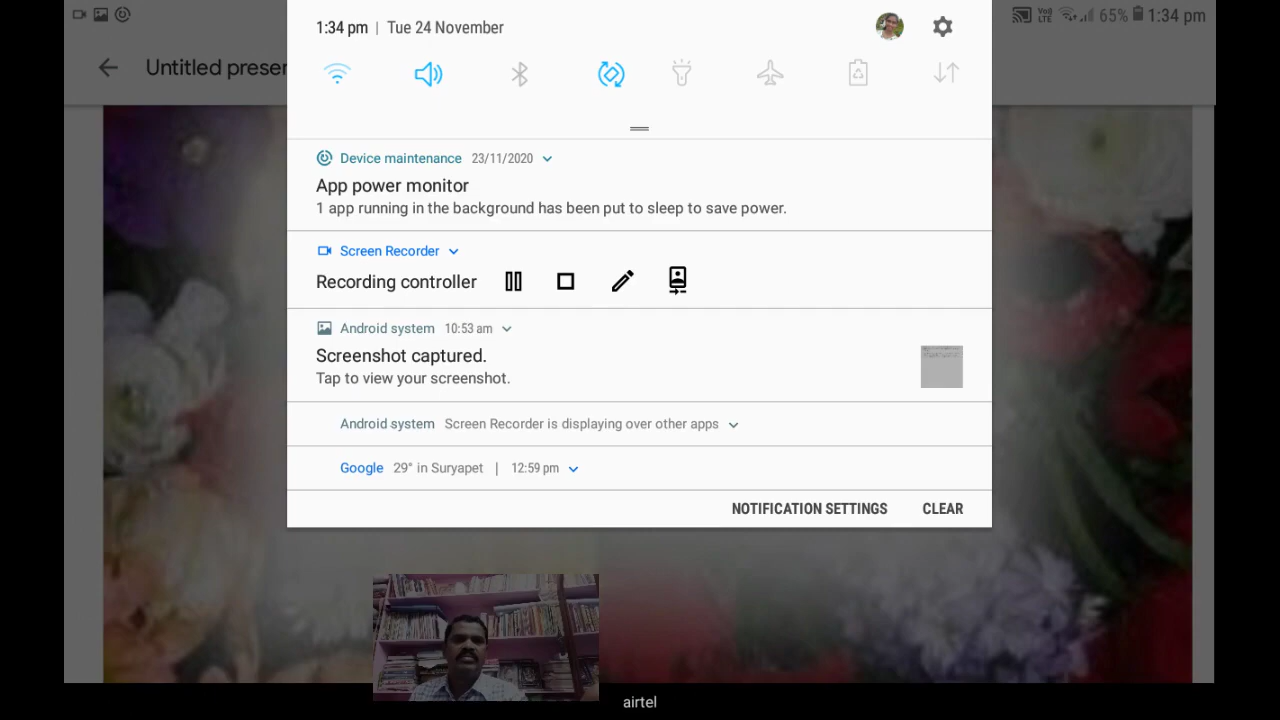 65% 1:34 pm
Untitled preser
1:34 pm | Tue 24 November
Device maintenance 23/11/2020
App power monitor
1 app running in the background has been put to sleep to save power.
Screen Recorder
Recording controller
Android system 10:53 am
Screenshot captured.
Tap to view your screenshot.
Android system Screen Recorder is displaying over other apps
Google 29° in Suryapet | 12:59 pm
NOTIFICATION SETTINGS CLEAR
airtel